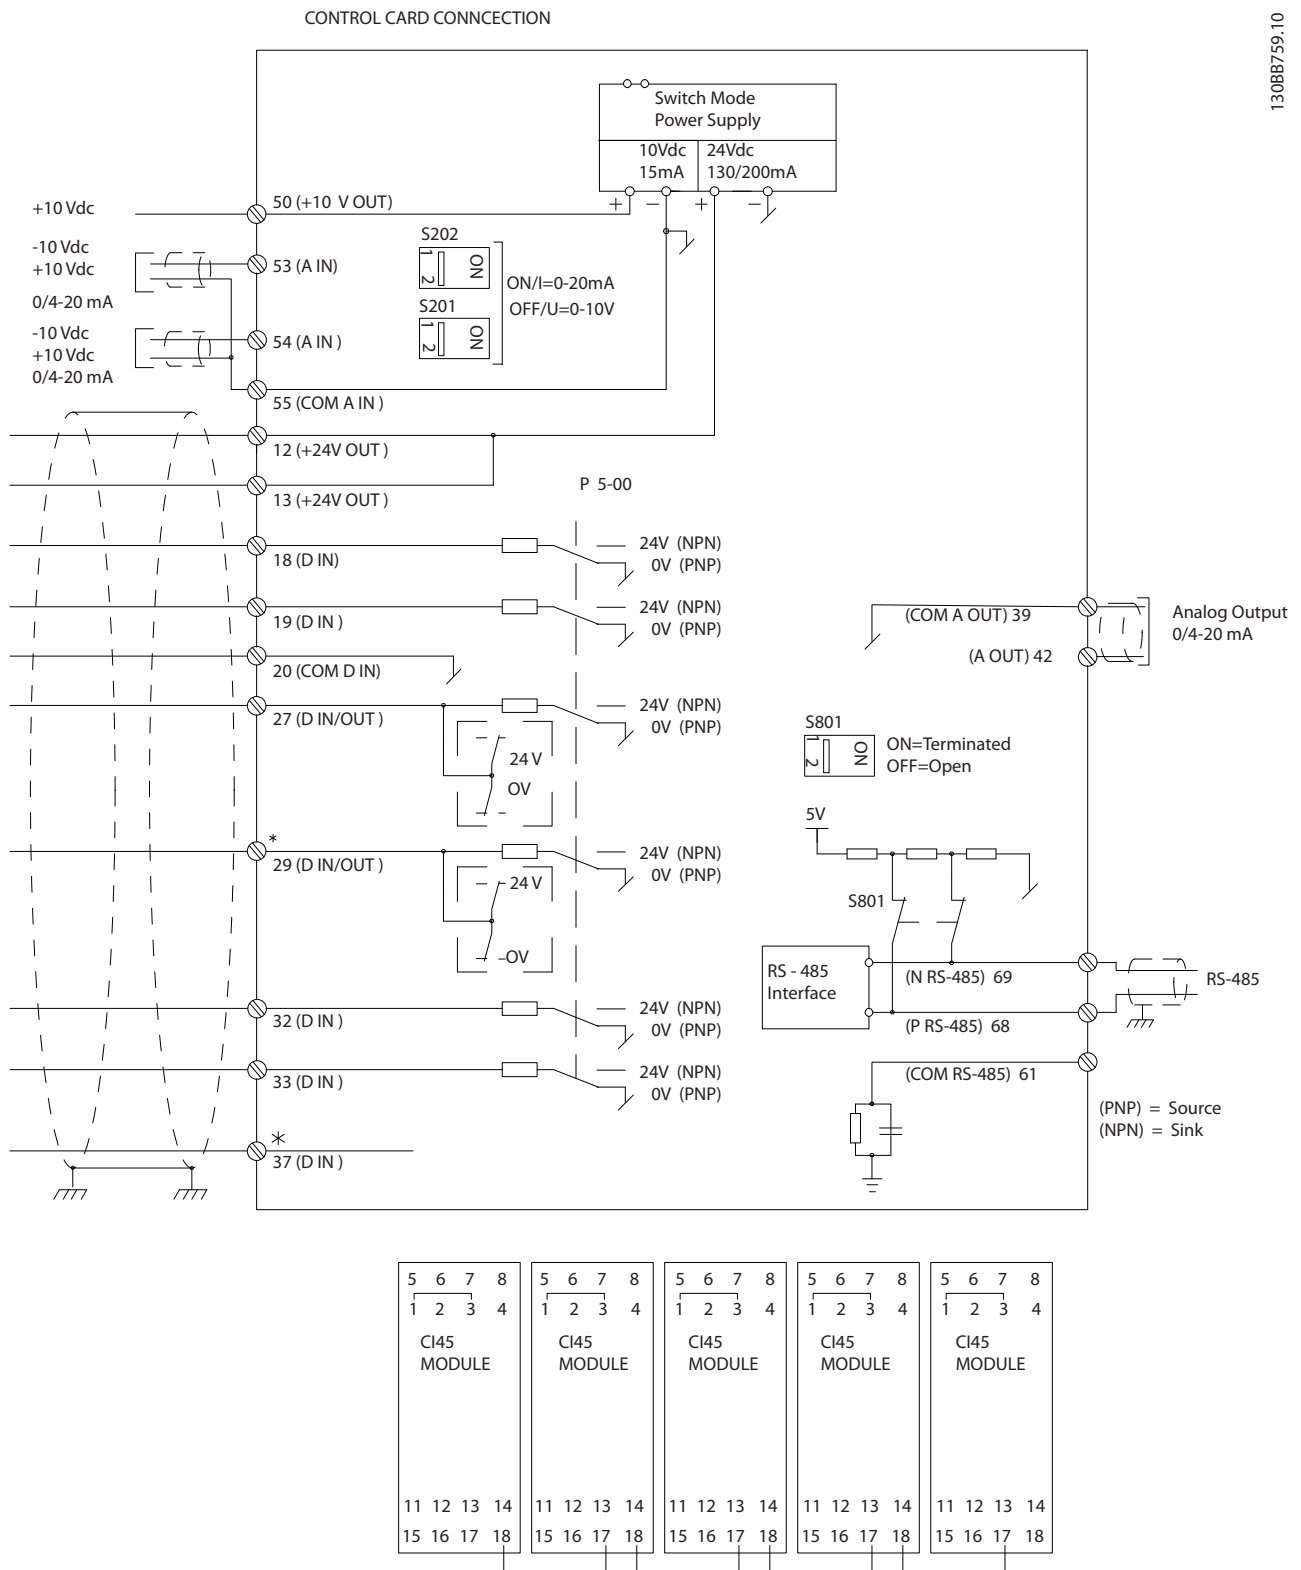 CONTROL CARD CONNCECTION
130BB759.10
Switch Mode
Power Supply
10Vdc
15mA
24Vdc
130/200mA
+ − + −
+10 Vdc
50 (+10 V OUT)
-10 Vdc
+10 Vdc
0/4-20 mA
53 (A IN)
S202
1 2 ON
ON/I=0-20mA
OFF/U=0-10V
S201
1 2 ON
-10 Vdc
+10 Vdc
0/4-20 mA
54 (A IN )
55 (COM A IN )
12 (+24V OUT )
13 (+24V OUT )
P 5-00
18 (D IN)
24V (NPN)
0V (PNP)
19 (D IN )
24V (NPN)
0V (PNP)
(COM A OUT) 39
Analog Output
0/4-20 mA
(A OUT) 42
20 (COM D IN)
27 (D IN/OUT )
24V (NPN)
0V (PNP)
24 V
OV
S801
1 2 ON
ON=Terminated
OFF=Open
5V
*
29 (D IN/OUT )
24V (NPN)
0V (PNP)
24 V
OV
S801
RS - 485
Interface
(N RS-485) 69
RS-485
(P RS-485) 68
32 (D IN )
24V (NPN)
0V (PNP)
33 (D IN )
24V (NPN)
0V (PNP)
(COM RS-485) 61
(PNP) = Source
(NPN) = Sink
*
37 (D IN )
5 6 7 8
1 2 3 4
CI45
MODULE
11 12 13 14
15 16 17 18
5 6 7 8
1 2 3 4
CI45
MODULE
11 12 13 14
15 16 17 18
5 6 7 8
1 2 3 4
CI45
MODULE
11 12 13 14
15 16 17 18
5 6 7 8
1 2 3 4
CI45
MODULE
11 12 13 14
15 16 17 18
5 6 7 8
1 2 3 4
CI45
MODULE
11 12 13 14
15 16 17 18